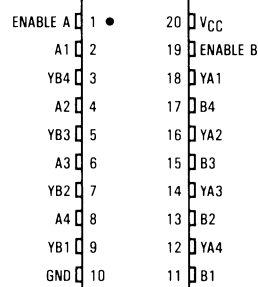 ENABLE A 1 20 VCC
A1 2 19 ENABLE B
YB4 3 18 YA1
A2 4 17 B4
YB3 5 16 YA2
A3 6 15 B3
YB2 7 14 YA3
A4 8 13 B2
YB1 9 12 YA4
GND 10 11 B1